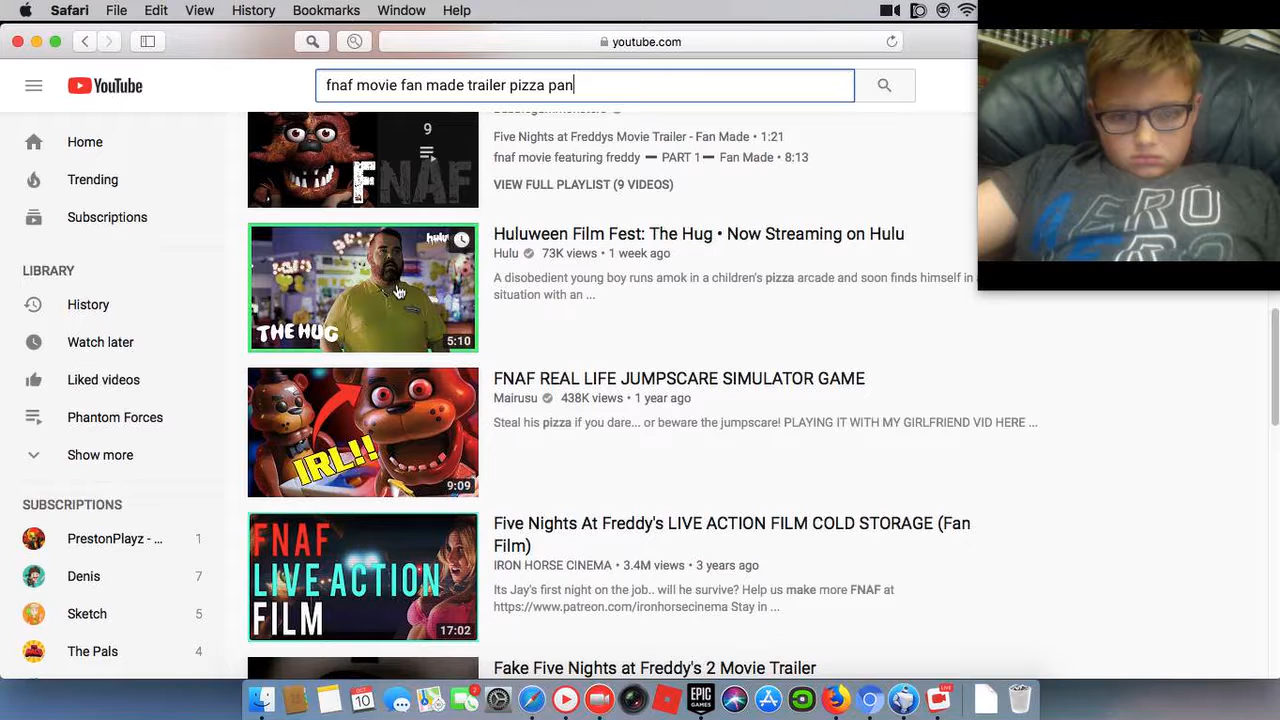 Safari File Edit View History Bookmarks Window Help
youtube.com
YouTube
fnaf movie fan made trailer pizza pan
Home
Trending
Subscriptions
LIBRARY
History
Watch later
Liked videos
Phantom Forces
Show more
SUBSCRIPTIONS
PrestonPlayz - ... 1
Denis 7
Sketch 5
The Pals 4
9
FNAF
Five Nights at Freddys Movie Trailer - Fan Made • 1:21
fnaf movie featuring freddy ━ PART 1━ Fan Made • 8:13
VIEW FULL PLAYLIST (9 VIDEOS)
hulu
THE HUG
5:10
Huluween Film Fest: The Hug • Now Streaming on Hulu
Hulu 73K views • 1 week ago
A disobedient young boy runs amok in a children's pizza arcade and soon finds himself in a
situation with an ...
IRL!!
9:09
FNAF REAL LIFE JUMPSCARE SIMULATOR GAME
Mairusu 438K views • 1 year ago
Steal his pizza if you dare... or beware the jumpscare! PLAYING IT WITH MY GIRLFRIEND VID HERE ...
FNAF
LIVE ACTION
FILM
17:02
Five Nights At Freddy's LIVE ACTION FILM COLD STORAGE (Fan
Film)
IRON HORSE CINEMA • 3.4M views • 3 years ago
Its Jay's first night on the job.. will he survive? Help us make more FNAF at
https://www.patreon.com/ironhorsecinema Stay in ...
Fake Five Nights at Freddy's 2 Movie Trailer
AERO
OCT
10
EPIC
GAMES
LIVE